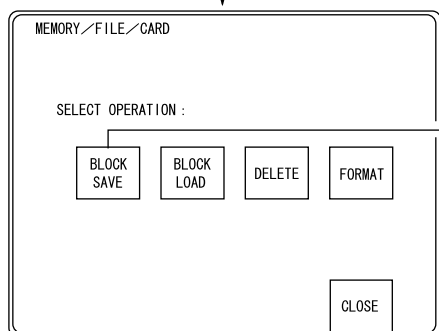 MEMORY／FILE／CARD
SELECT OPERATION :
BLOCK
SAVE
BLOCK
LOAD
DELETE
FORMAT
CLOSE